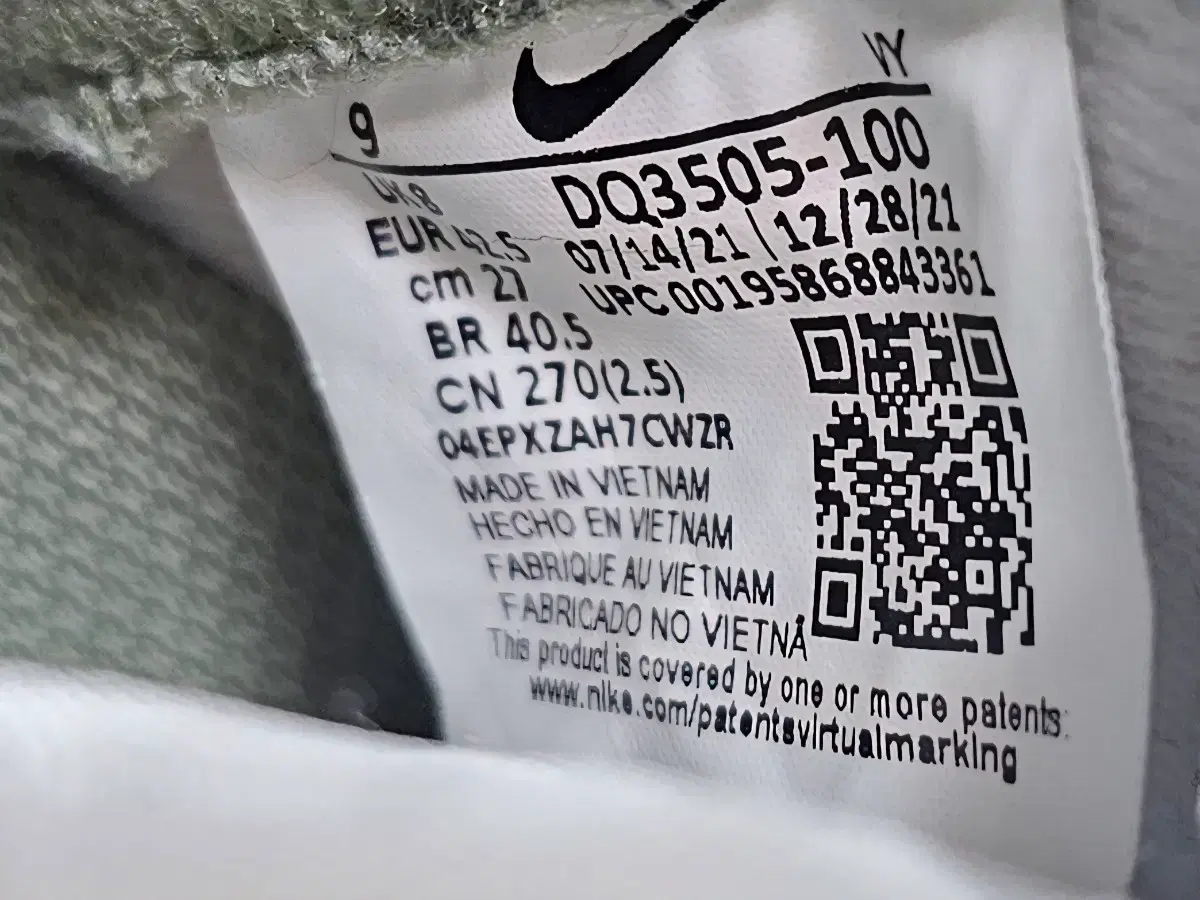 9
VY
UK 8
DQ3505-100
EUR 42.5
07/14/21 | 12/28/21
cm 27
UPC 00195868843361
BR 40.5
CN 270(2.5)
04EPXZAH7CWZR
MADE IN VIETNAM
HECHO EN VIETNAM
FABRIQUE AU VIETNAM
FABRICADO NO VIETNÃ
This product is covered by one or more patents.
www.nike.com/patentsvirtualmarking